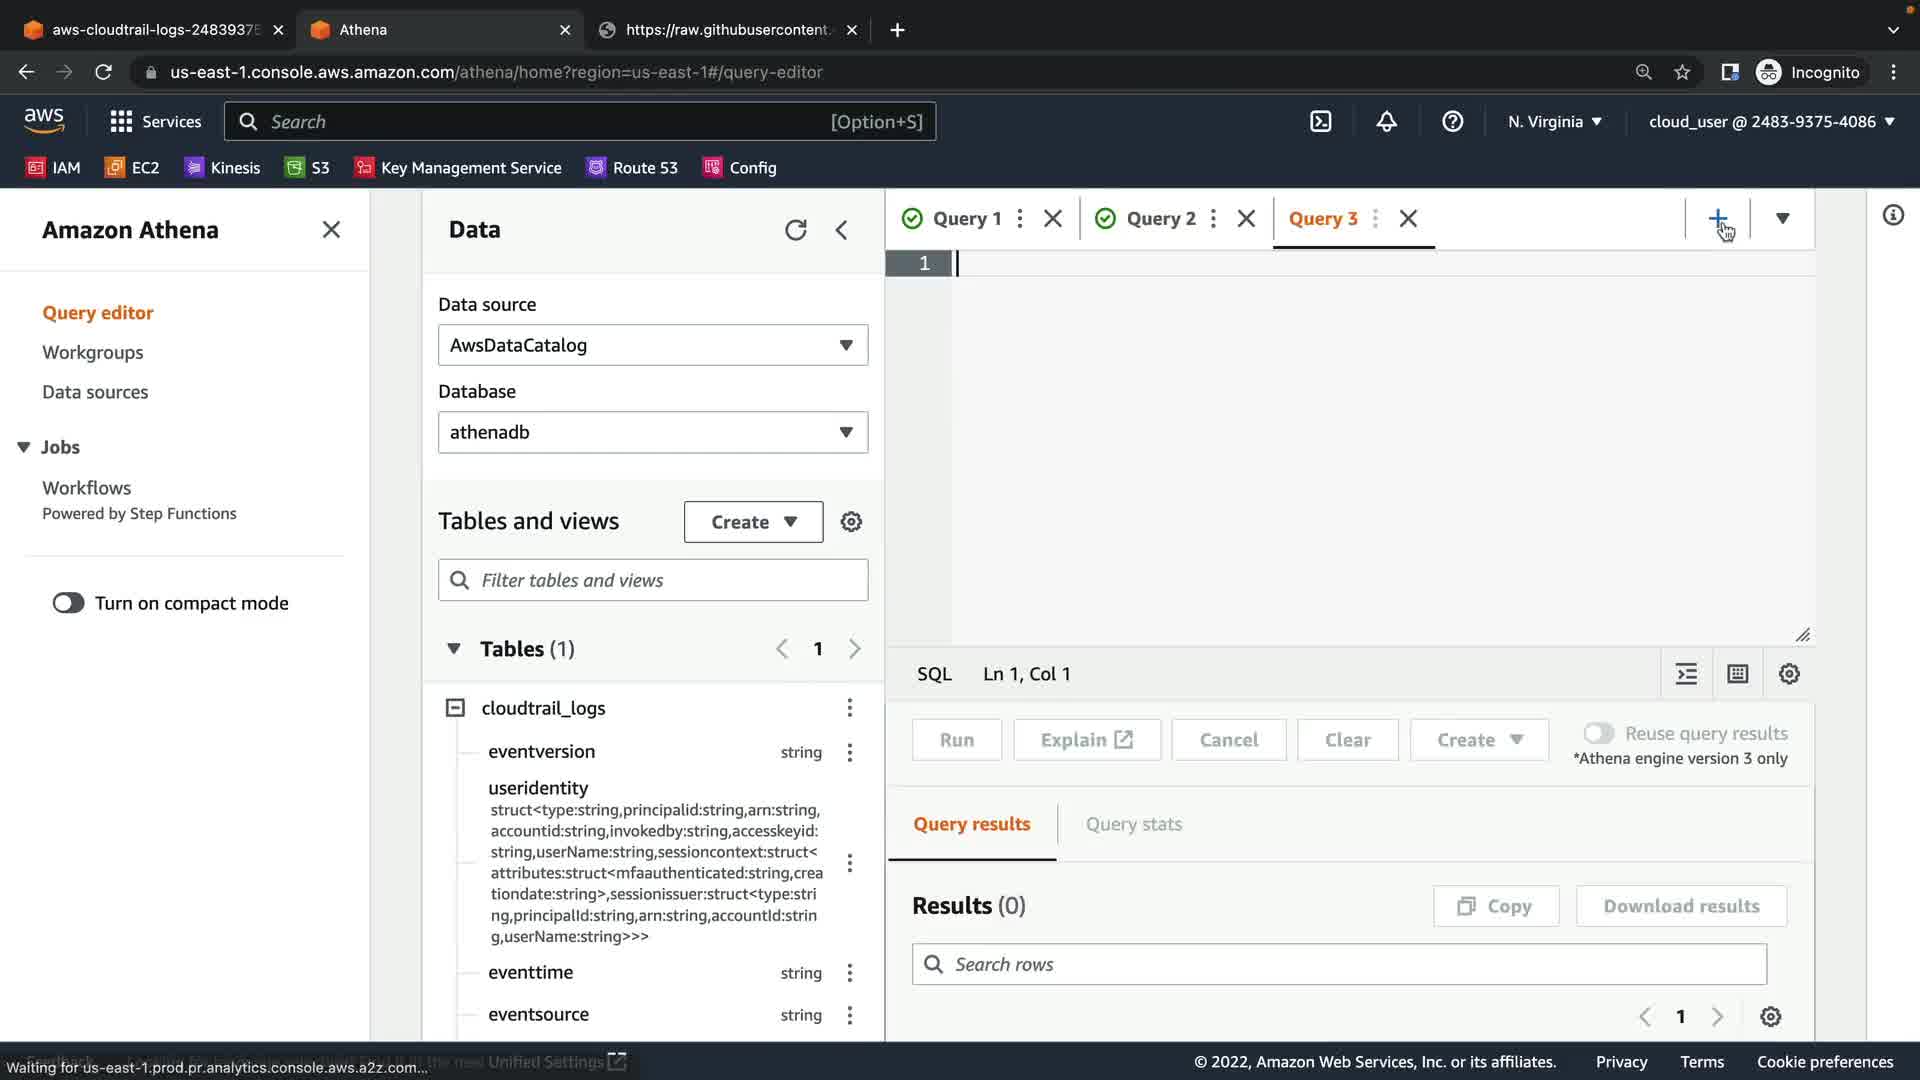 aws-cloudtrail-logs-24839375
Athena
https://raw.githubusercontent.
us-east-1.console.aws.amazon.com/athena/home?region=us-east-1#/query-editor
Incognito
aws
Services
Search
[Option+S]
N. Virginia
cloud_user @ 2483-9375-4086
IAM
EC2
Kinesis
S3
Key Management Service
Route 53
Config
Amazon Athena
Query editor
Workgroups
Data sources
Jobs
Workflows
Powered by Step Functions
Turn on compact mode
Data
Data source
AwsDataCatalog
Database
athenadb
Tables and views
Create
Filter tables and views
Tables (1)
1
cloudtrail_logs
eventversion
string
useridentity
struct<type:string,principalid:string,arn:string,
accountid:string,invokedby:string,accesskeyid:
string,userName:string,sessioncontext:struct<
attributes:struct<mfaauthenticated:string,crea
tiondate:string>,sessionissuer:struct<type:stri
ng,principalId:string,arn:string,accountId:strin
g,userName:string>>>
eventtime
string
eventsource
string
Query 1
Query 2
Query 3
1
SQL
Ln 1, Col 1
Run
Explain
Cancel
Clear
Create
Reuse query results
*Athena engine version 3 only
Query results
Query stats
Results (0)
Copy
Download results
Search rows
1
Unified Settings
Waiting for us-east-1.prod.pr.analytics.console.aws.a2z.com...
© 2022, Amazon Web Services, Inc. or its affiliates.
Privacy
Terms
Cookie preferences